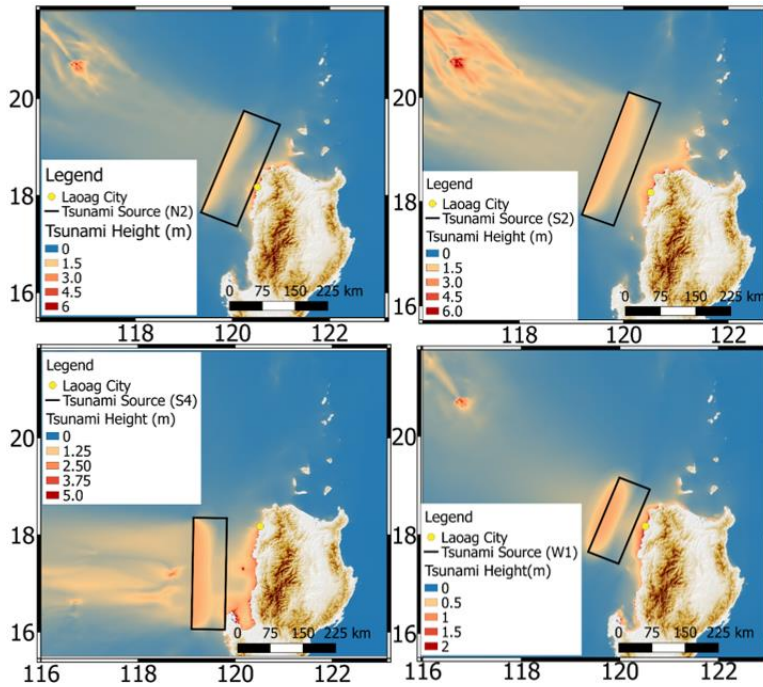 20
18
16
118
120
122
Legend
Laoag City
Tsunami Source (N2)
Tsunami Height (m)
0
1.5
3.0
4.5
6
0 75 150 225 km
20
18
16
118
120
122
Legend
Laoag City
Tsunami Source (S2)
Tsunami Height (m)
0
1.5
3.0
4.5
6.0
0 75 150 225 km
20
18
16
116
118
120
122
Legend
Laoag City
Tsunami Source (S4)
Tsunami Height (m)
0
1.25
2.50
3.75
5.0
0 75 150 225 km
20
18
16
116
118
120
122
Legend
Laoag City
Tsunami Source (W1)
Tsunami Height(m)
0
0.5
1
1.5
2
0 75 150 225 km